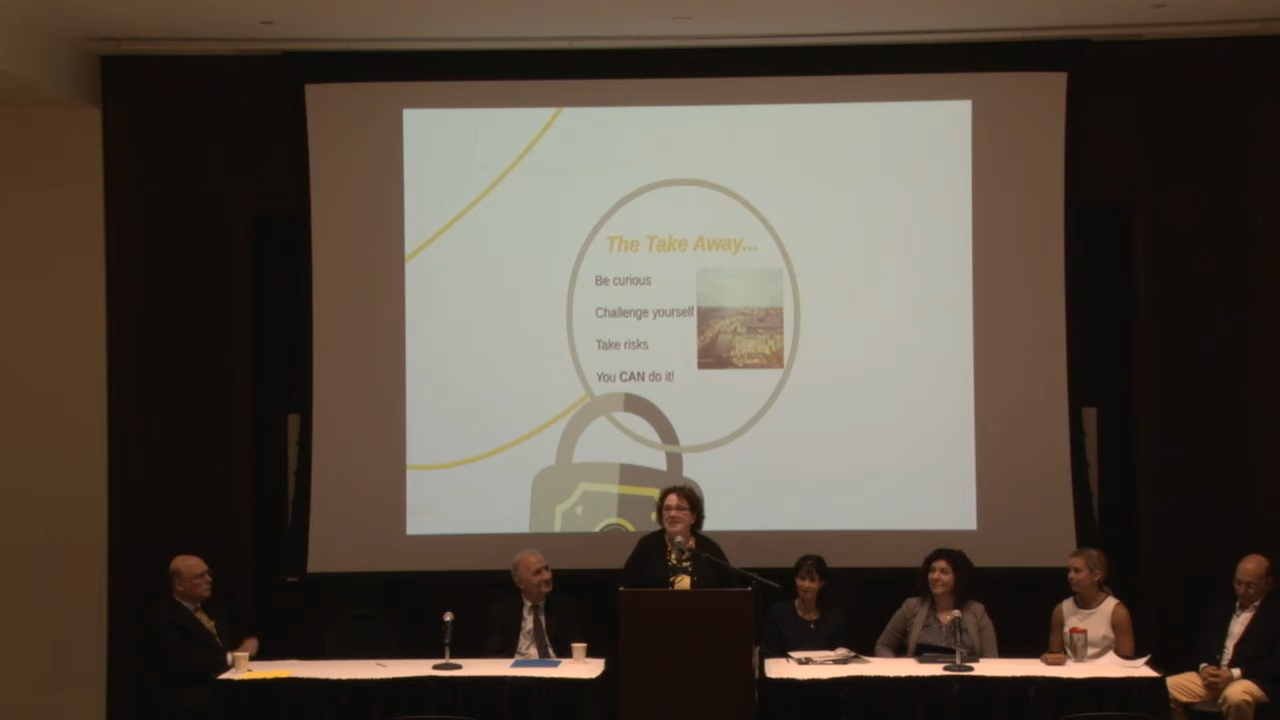 The Take Away...
Be curious
Challenge yourself
Take risks
You CAN do it!